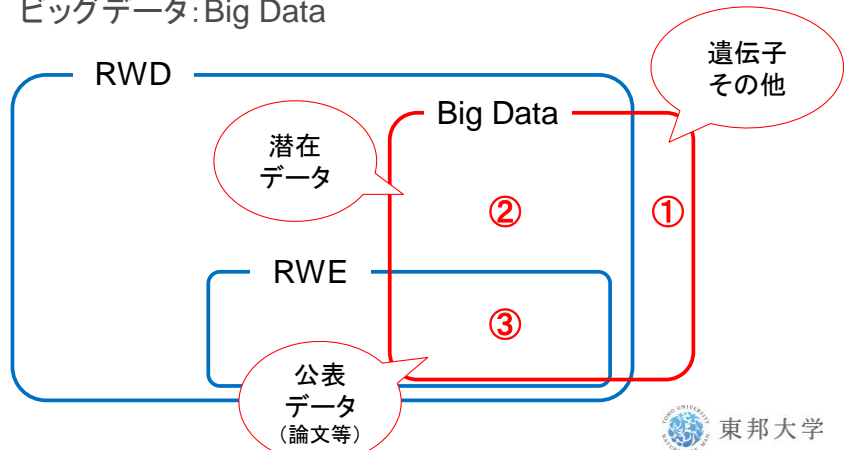 ビッグデータ:Big Data
遺伝子
その他
RWD
Big Data
潜在
データ
②
①
RWE
③
公表
データ
(論文等)
東邦大学